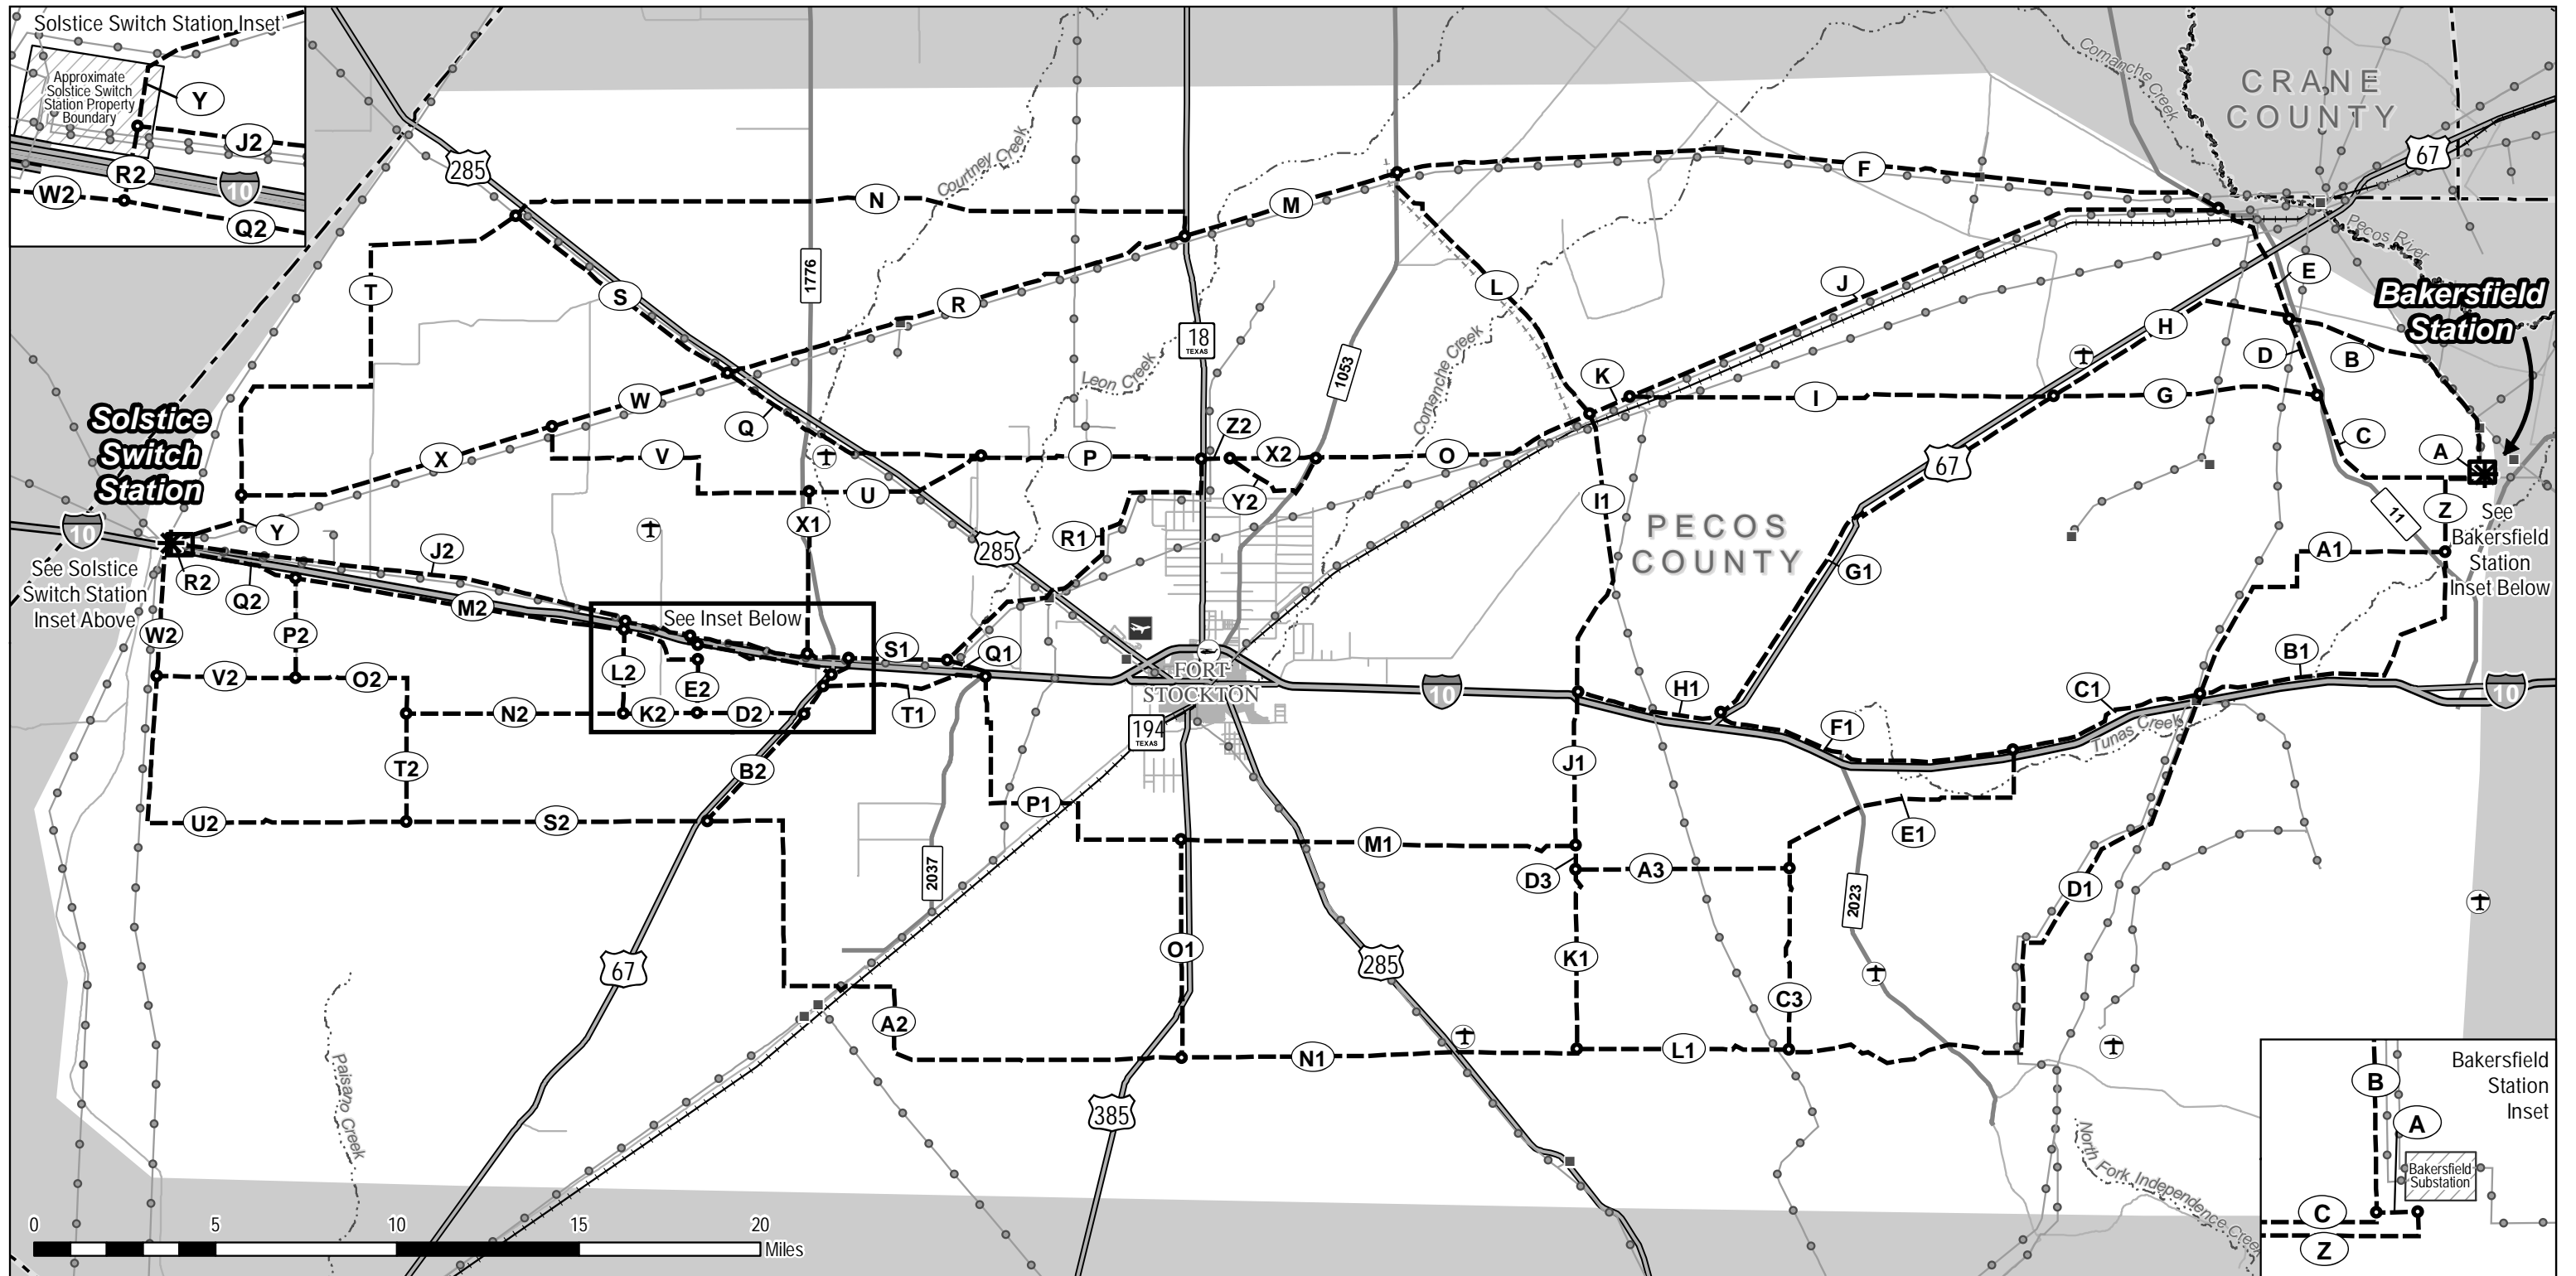 Solstice Switch Station Inset
Approximate
Solstice Switch
Station Property
Boundary
Y
J2
R2
10
W2
Q2
285
1776
Courtney Creek
N
M
F
Comanche Creek
CRANE
COUNTY
67
Pecos River
T
S
R
18
TEXAS
Leon Creek
1053
Comanche Creek
L
J
H
E
D
B
Bakersfield
Station
Solstice
Switch
Station
W
Q
X
V
U
P
Z2
X2
Y2
O
K
I
G
C
A
67
11
Z
See
Bakersfield
Station
Inset Below
10
See Solstice
Switch Station
Inset Above
Y
J2
R2
Q2
M2
X1
285
R1
I1
PECOS
COUNTY
G1
A1
W2
P2
See Inset Below
S1
Q1
FORT
STOCKTON
10
H1
C1
B1
10
V2
O2
L2
E2
N2
K2
D2
T1
194
TEXAS
J1
F1
Tunas Creek
T2
B2
U2
S2
P1
M1
E1
2037
D3
A3
D1
2023
67
O1
285
K1
C3
A2
N1
L1
Paisano Creek
385
North Fork Independence Creek
Bakersfield
Station
Inset
B
A
Bakersfield
Substation
C
Z
0 5 10 15 20
Miles